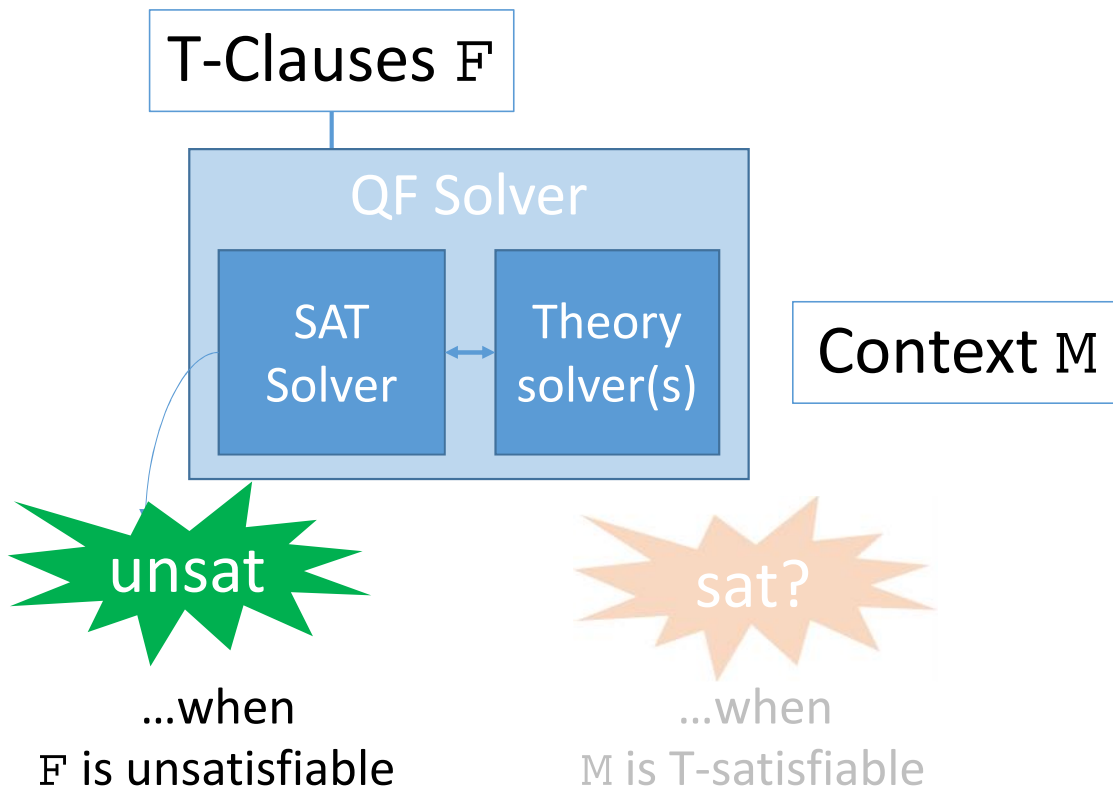 T-Clauses F
QF Solver
SAT
Solver
Theory
solver(s)
Context M
unsat
sat?
...when
F is unsatisfiable
...when
M is T-satisfiable